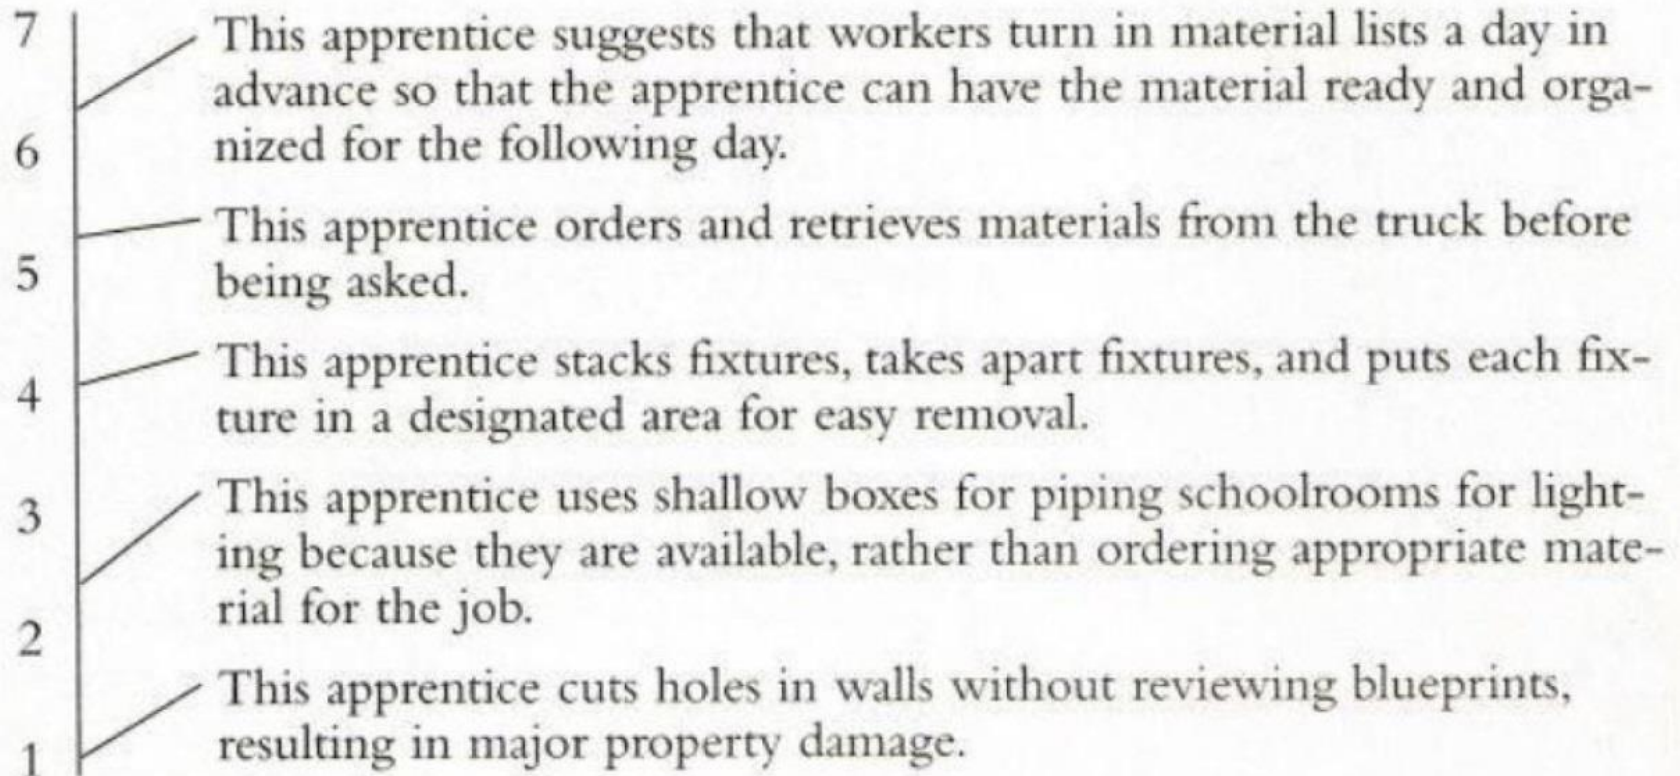 7
This apprentice suggests that workers turn in material lists a day in
advance so that the apprentice can have the material ready and orga-
6
nized for the following day.
This apprentice orders and retrieves materials from the truck before
5
being asked.
This apprentice stacks fixtures, takes apart fixtures, and puts each fix-
4
ture in a designated area for easy removal.
This apprentice uses shallow boxes for piping schoolrooms for light-
3
ing because they are available, rather than ordering appropriate mate-
rial for the job.
2
This apprentice cuts holes in walls without reviewing blueprints,
resulting in major property damage.
1